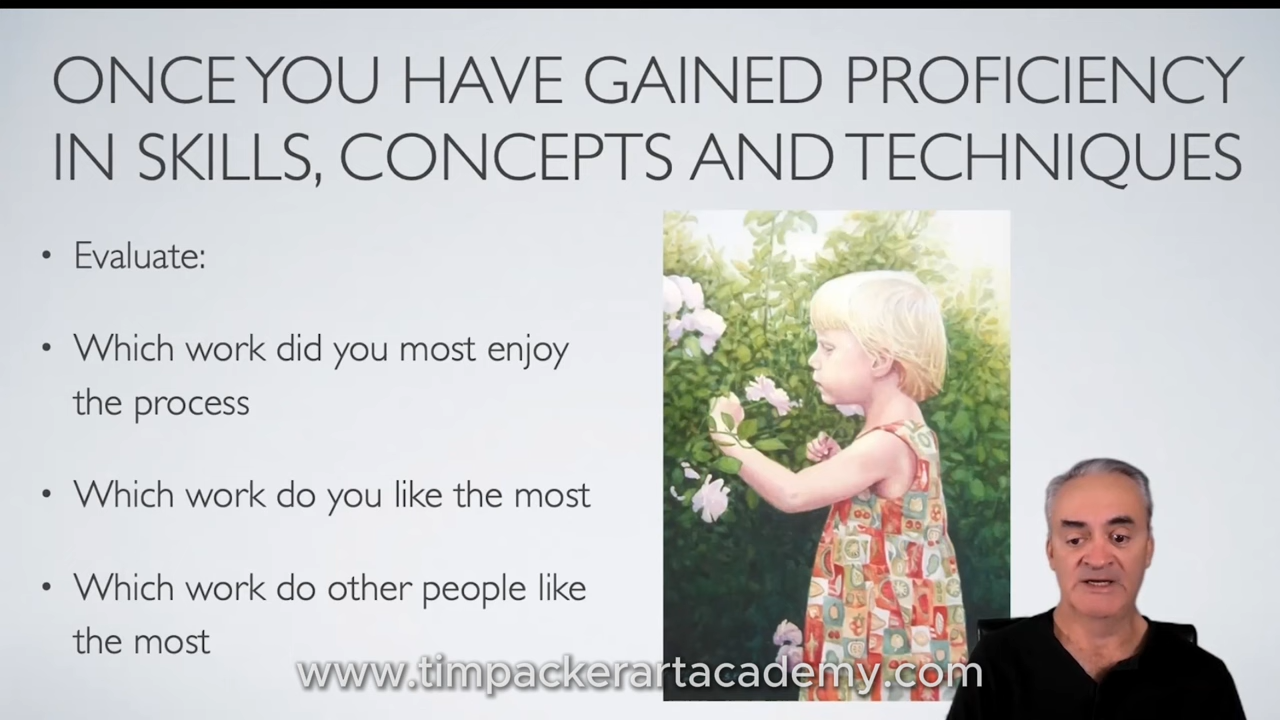 ONCE YOU HAVE GAINED PROFICIENCY
IN SKILLS, CONCEPTS AND TECHNIQUES
• Evaluate:
• Which work did you most enjoy
the process
• Which work do you like the most
• Which work do other people like
the most
www.timpackerartacademy.com